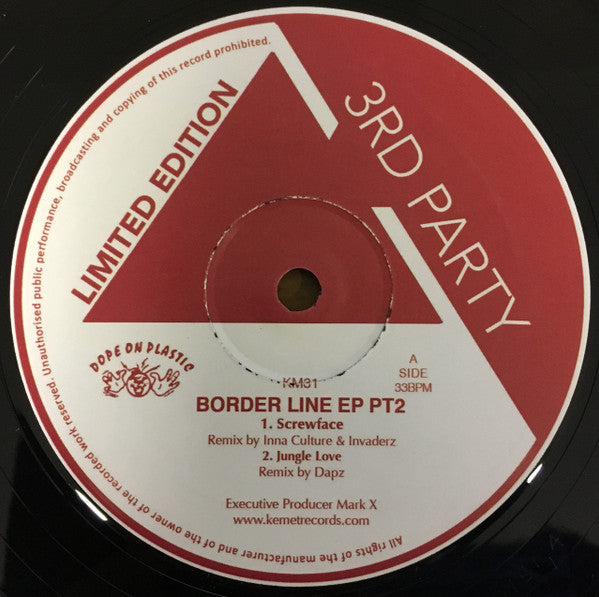 LIMITED EDITION
3RD PARTY
DOPE ON PLASTIC
KM31
A
SIDE
33BPM
BORDER LINE EP PT2
1. Screwface
Remix by Inna Culture & Invaderz
2. Jungle Love
Remix by Dapz
Executive Producer Mark X
www.kemetrecords.com
All rights of the manufacturer and of the owner of the recorded work reserved. Unauthorised public performance, broadcasting and copying of this record prohibited.